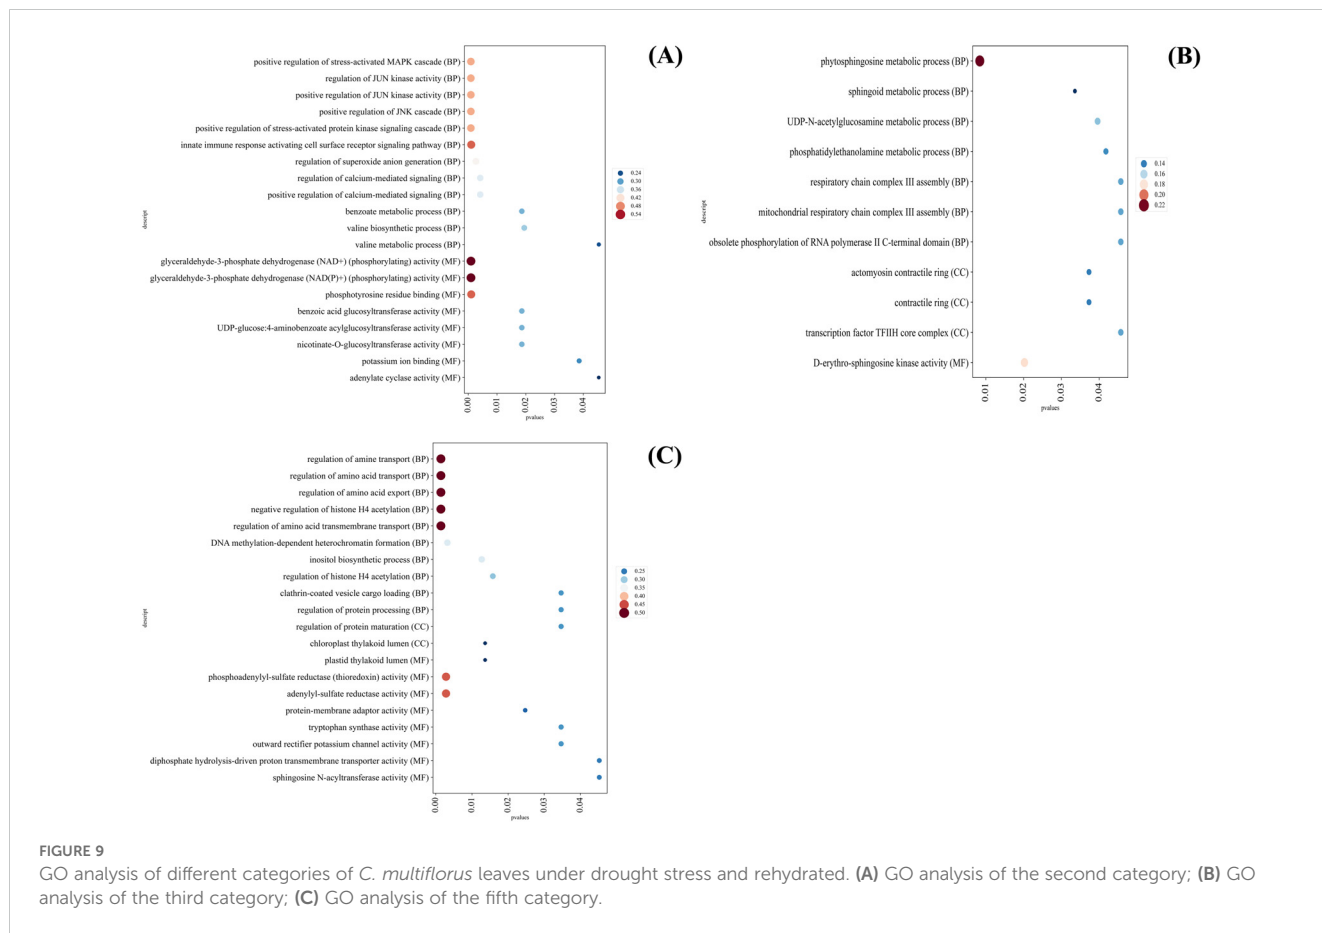 (A)
positive regulation of stress-activated MAPK cascade (BP)
regulation of JUN kinase activity (BP)
positive regulation of JUN kinase activity (BP)
positive regulation of JNK cascade (BP)
positive regulation of stress-activated protein kinase signaling cascade (BP)
innate immune response activating cell surface receptor signaling pathway (BP)
regulation of superoxide anion generation (BP)
regulation of calcium-mediated signaling (BP)
positive regulation of calcium-mediated signaling (BP)
benzoate metabolic process (BP)
valine biosynthetic process (BP)
valine metabolic process (BP)
glyceraldehyde-3-phosphate dehydrogenase (NAD+) (phosphorylating) activity (MF)
glyceraldehyde-3-phosphate dehydrogenase (NAD(P)+) (phosphorylating) activity (MF)
phosphotyrosine residue binding (MF)
benzoic acid glucosyltransferase activity (MF)
UDP-glucose:4-aminobenzoate acylglucosyltransferase activity (MF)
nicotinate-O-glucosyltransferase activity (MF)
potassium ion binding (MF)
adenylate cyclase activity (MF)
descript
0.00 0.01 0.02 0.03 0.04
pvalues
0.24
0.30
0.36
0.42
0.48
0.54
(B)
phytosphingosine metabolic process (BP)
sphingoid metabolic process (BP)
UDP-N-acetylglucosamine metabolic process (BP)
phosphatidylethanolamine metabolic process (BP)
respiratory chain complex III assembly (BP)
mitochondrial respiratory chain complex III assembly (BP)
obsolete phosphorylation of RNA polymerase II C-terminal domain (BP)
actomyosin contractile ring (CC)
contractile ring (CC)
transcription factor TFIIH core complex (CC)
D-erythro-sphingosine kinase activity (MF)
descript
0.01 0.02 0.03 0.04
pvalues
0.14
0.16
0.18
0.20
0.22
(C)
regulation of amine transport (BP)
regulation of amino acid transport (BP)
regulation of amino acid export (BP)
negative regulation of histone H4 acetylation (BP)
regulation of amino acid transmembrane transport (BP)
DNA methylation-dependent heterochromatin formation (BP)
inositol biosynthetic process (BP)
regulation of histone H4 acetylation (BP)
clathrin-coated vesicle cargo loading (BP)
regulation of protein processing (BP)
regulation of protein maturation (CC)
chloroplast thylakoid lumen (CC)
plastid thylakoid lumen (MF)
phosphoadenylyl-sulfate reductase (thioredoxin) activity (MF)
adenylyl-sulfate reductase activity (MF)
protein-membrane adaptor activity (MF)
tryptophan synthase activity (MF)
outward rectifier potassium channel activity (MF)
diphosphate hydrolysis-driven proton transmembrane transporter activity (MF)
sphingosine N-acyltransferase activity (MF)
descript
0.00 0.01 0.02 0.03 0.04
pvalues
0.25
0.30
0.35
0.40
0.45
0.50
FIGURE 9
GO analysis of different categories of C. multiflorus leaves under drought stress and rehydrated. (A) GO analysis of the second category; (B) GO
analysis of the third category; (C) GO analysis of the fifth category.